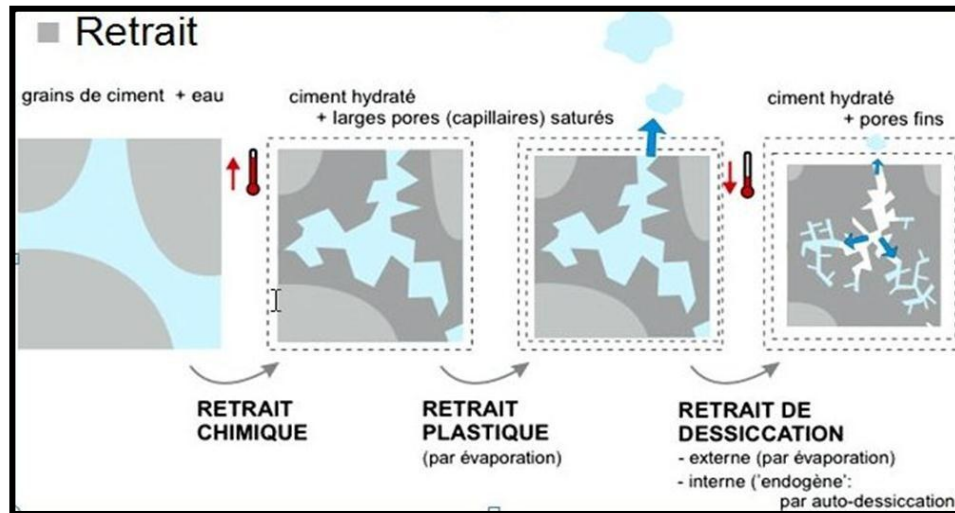 Retrait
grains de ciment + eau
ciment hydraté
+ larges pores (capillaires) saturés
ciment hydraté
+ pores fins
RETRAIT
CHIMIQUE
RETRAIT
PLASTIQUE
(par évaporation)
RETRAIT DE
DESSICCATION
- externe (par évaporation)
- interne ('endogène':
par auto-dessiccation